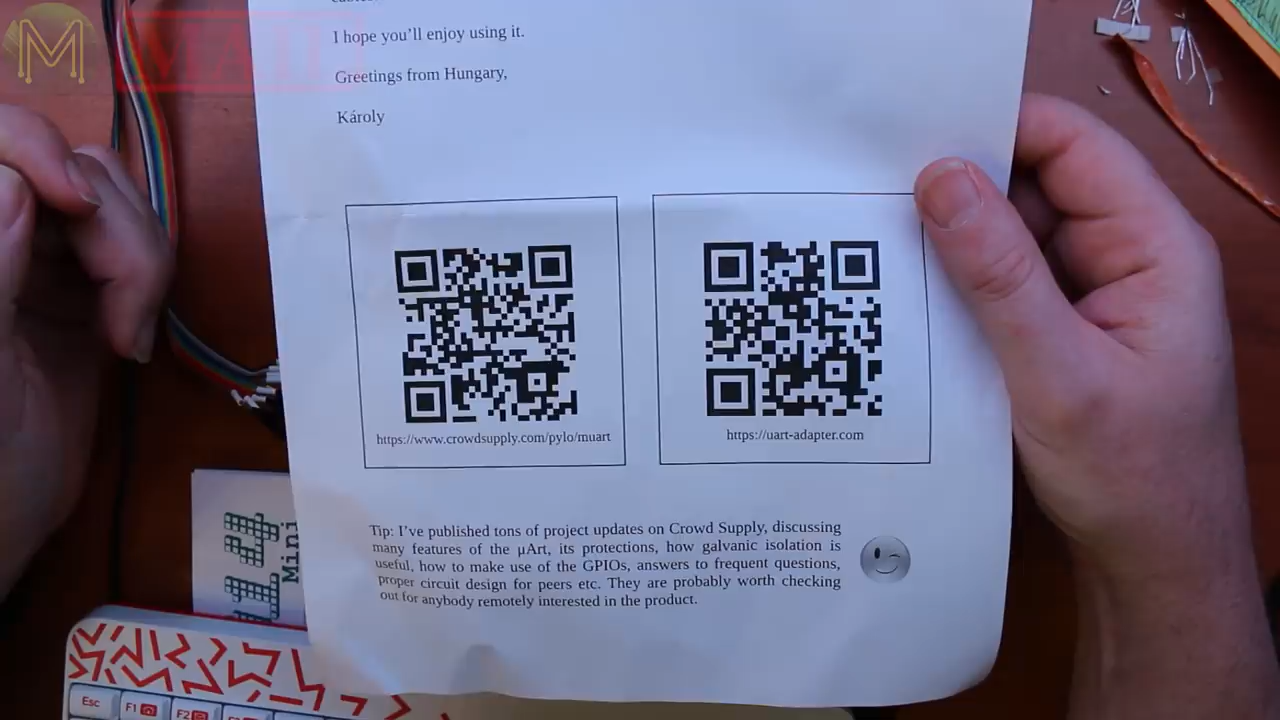 M
MAIL
I hope you'll enjoy using it.
Greetings from Hungary,
Károly
https://www.crowdsupply.com/pylo/muart
https://uart-adapter.com
Tip: I've published tons of project updates on Crowd Supply, discussing
many features of the µArt, its protections, how galvanic isolation is
useful, how to make use of the GPIOs, answers to frequent questions,
proper circuit design for peers etc. They are probably worth checking
out for anybody remotely interested in the product.
Mini
Esc
F1
F2